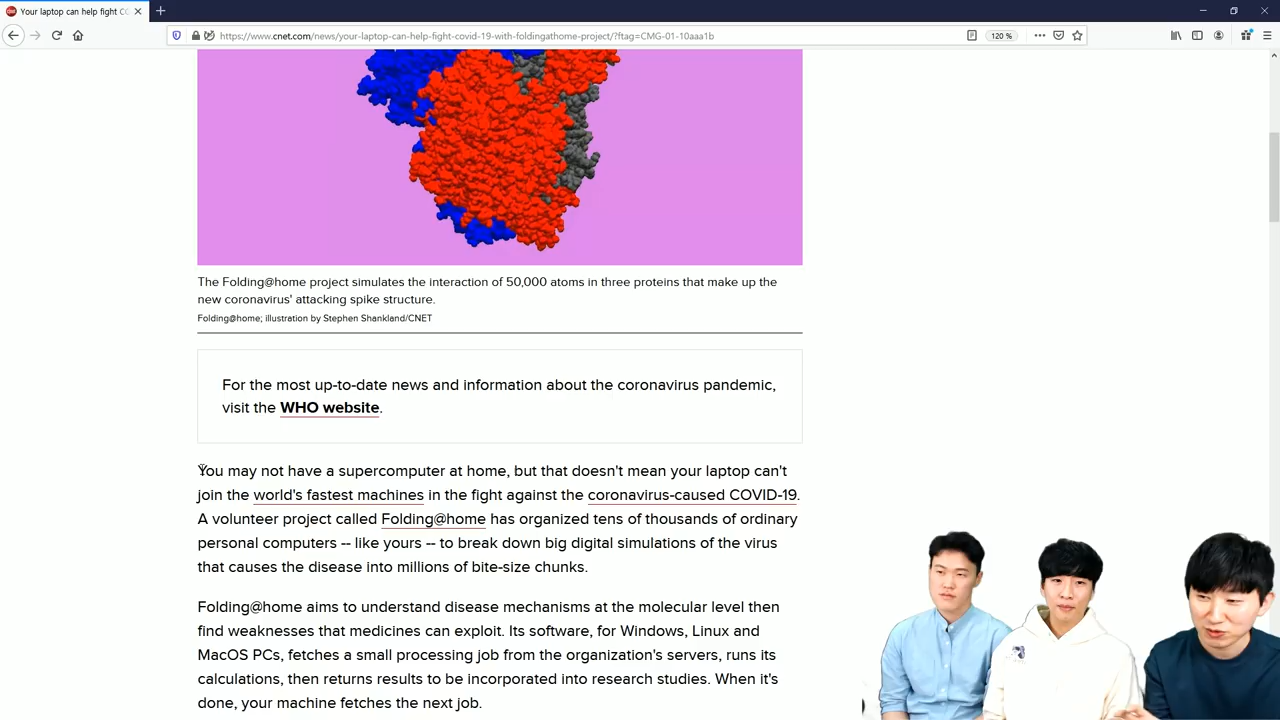 Your laptop can help fight CO
https://www.cnet.com/news/your-laptop-can-help-fight-covid-19-with-foldingathome-project/?ftag=CMG-01-10aaa1b
120 %
The Folding@home project simulates the interaction of 50,000 atoms in three proteins that make up the
new coronavirus' attacking spike structure.
Folding@home; illustration by Stephen Shankland/CNET
For the most up-to-date news and information about the coronavirus pandemic,
visit the WHO website.
You may not have a supercomputer at home, but that doesn't mean your laptop can't
join the world's fastest machines in the fight against the coronavirus-caused COVID-19.
A volunteer project called Folding@home has organized tens of thousands of ordinary
personal computers -- like yours -- to break down big digital simulations of the virus
that causes the disease into millions of bite-size chunks.
Folding@home aims to understand disease mechanisms at the molecular level then
find weaknesses that medicines can exploit. Its software, for Windows, Linux and
MacOS PCs, fetches a small processing job from the organization's servers, runs its
calculations, then returns results to be incorporated into research studies. When it's
done, your machine fetches the next job.